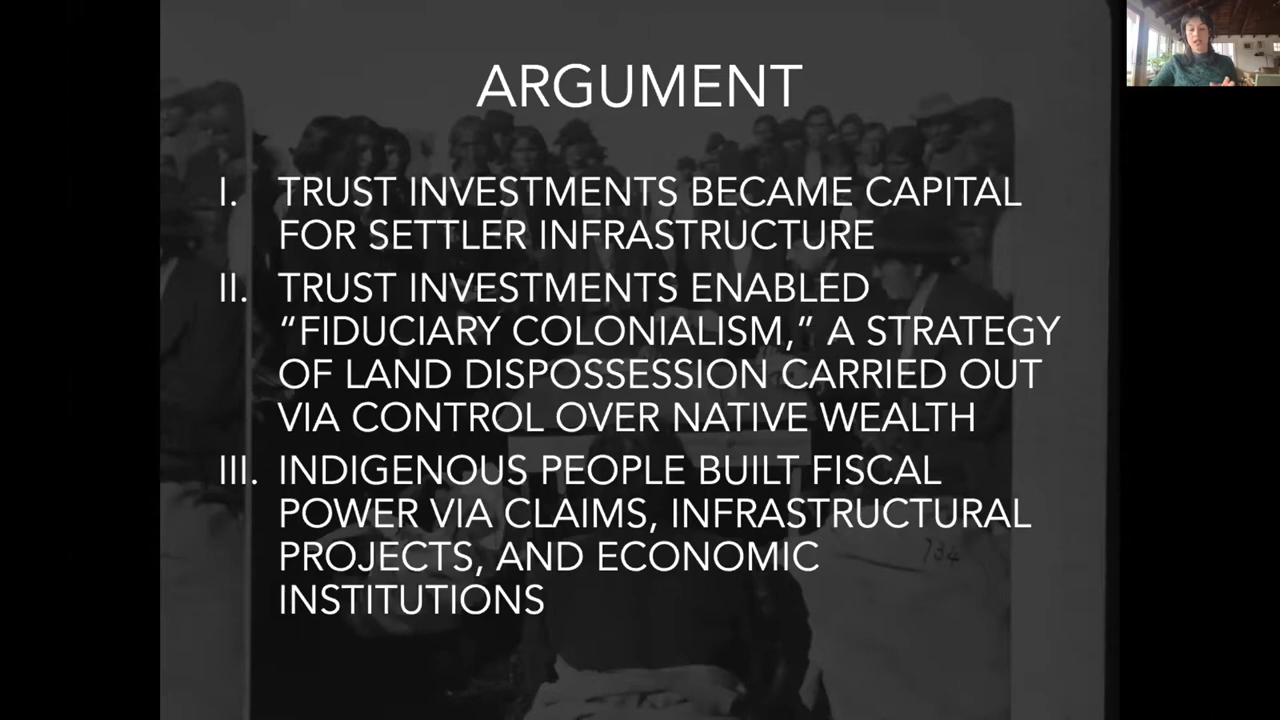 ARGUMENT
I. TRUST INVESTMENTS BECAME CAPITAL
FOR SETTLER INFRASTRUCTURE
II. TRUST INVESTMENTS ENABLED
“FIDUCIARY COLONIALISM,” A STRATEGY
OF LAND DISPOSSESSION CARRIED OUT
VIA CONTROL OVER NATIVE WEALTH
III. INDIGENOUS PEOPLE BUILT FISCAL
POWER VIA CLAIMS, INFRASTRUCTURAL
PROJECTS, AND ECONOMIC
INSTITUTIONS
734